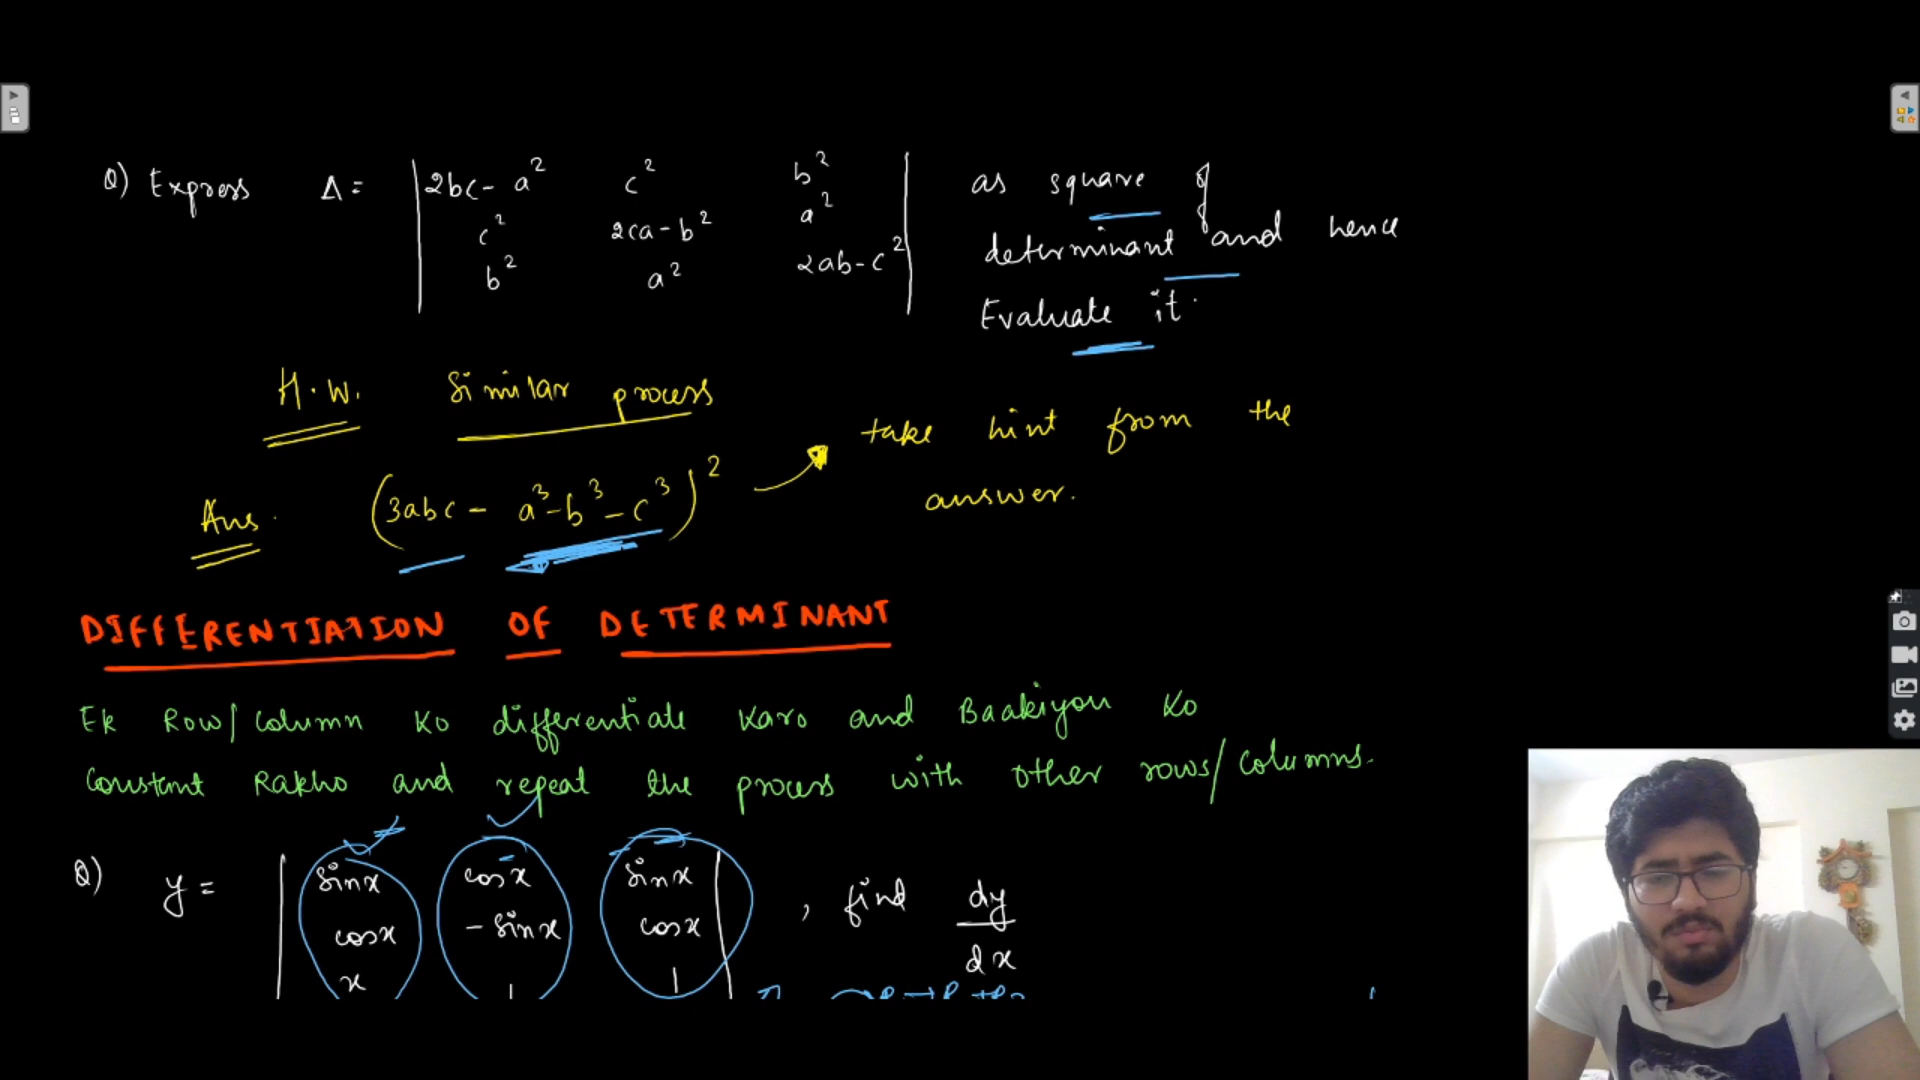 Q) Express Δ = | 2bc - a² c² b² | as square of
c² 2ca - b² a² determinant and hence
b² a² 2ab - c² Evaluate it.
H.W. Similar process
take hint from the
answer.
Ans. (3abc - a³ - b³ - c³)²
DIFFERENTIATION OF DETERMINANT
Ek Row/column ko differentiate karo and Baakiyon ko
constant Rakho and repeat the process with other rows/columns.
Q) y = | sinx cosx sinx |
cosx -sinx cosx , find dy/dx
x 1 1